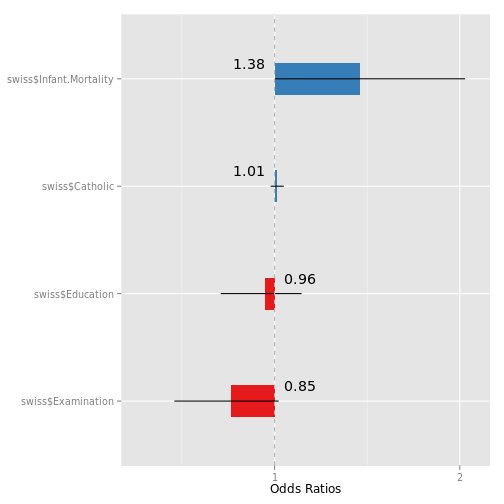 1.38
swiss$Infant.Mortality
1.01
swiss$Catholic
0.96
swiss$Education
0.85
swiss$Examination
1 2
Odds Ratios